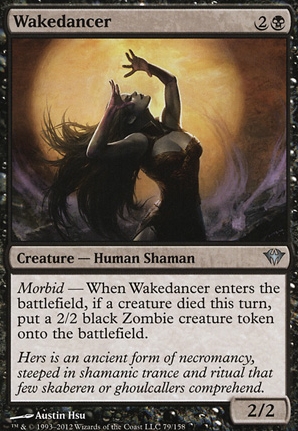 Wakedancer 2
Creature — Human Shaman
Morbid — When Wakedancer enters the
battlefield, if a creature died this turn,
put a 2/2 black Zombie creature token
onto the battlefield.
Hers is an ancient form of necromancy,
steeped in shamanic trance and ritual that
few skaberen or ghoulcallers comprehend.
2/2
Austin Hsu
™ & © 1993–2012 Wizards of the Coast LLC 79/158